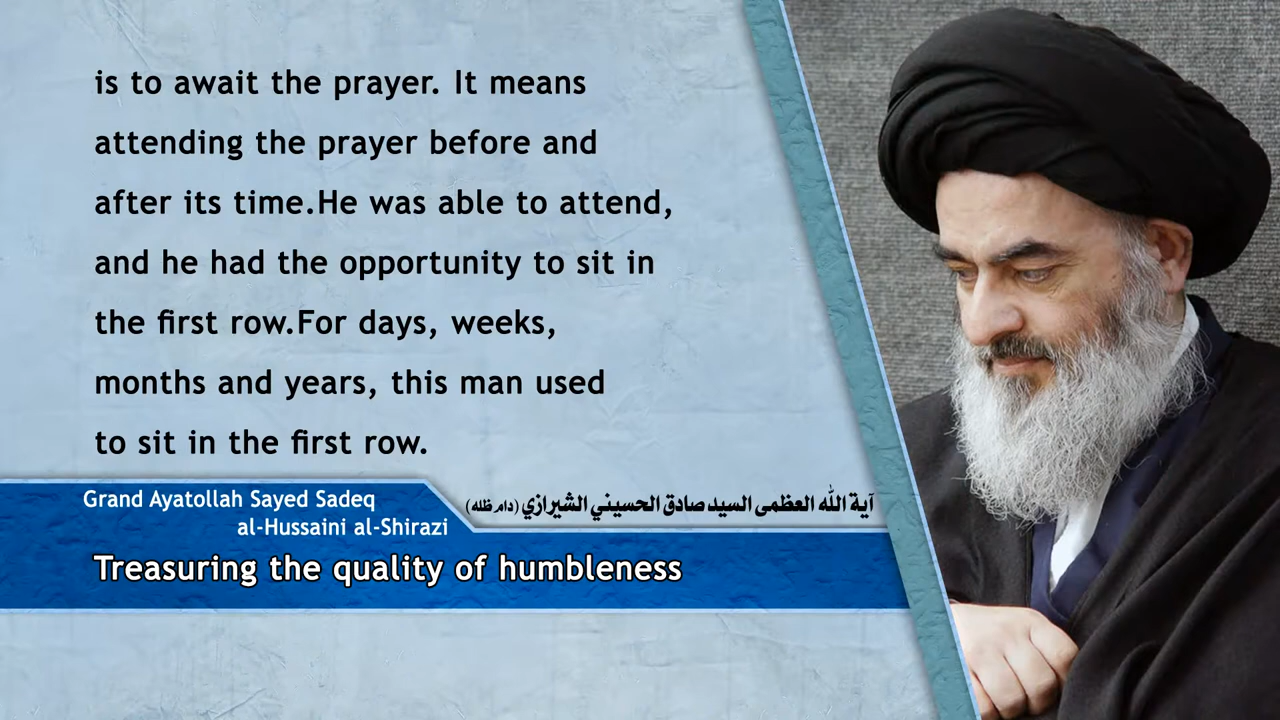 is to await the prayer. It means
attending the prayer before and
after its time.He was able to attend,
and he had the opportunity to sit in
the first row.For days, weeks,
months and years, this man used
to sit in the first row.
Grand Ayatollah Sayed Sadeq
al-Hussaini al-Shirazi
آية الله العظمى السيد صادق الحسيني الشيرازي (دام ظله)
Treasuring the quality of humbleness